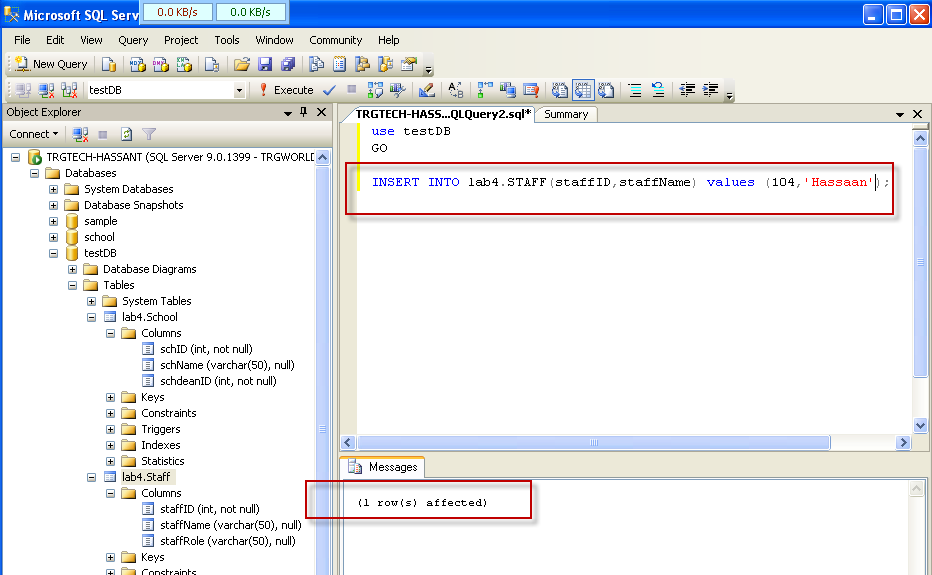 Microsoft SQL Serv
0.0 KB/s 0.0 KB/s
File Edit View Query Project Tools Window Community Help
New Query
testDB Execute
Object Explorer
Connect
TRGTECH-HASSANT (SQL Server 9.0.1399 - TRGWORLD
Databases
System Databases
Database Snapshots
sample
school
testDB
Database Diagrams
Tables
System Tables
lab4.School
Columns
schID (int, not null)
schName (varchar(50), null)
schdeanID (int, not null)
Keys
Constraints
Triggers
Indexes
Statistics
lab4.Staff
Columns
staffID (int, not null)
staffName (varchar(50), null)
staffRole (varchar(50), null)
Keys
Constraints
TRGTECH-HASS...QLQuery2.sql* Summary
use testDB
GO
INSERT INTO lab4.STAFF(staffID,staffName) values (104,'Hassaan');
Messages
(1 row(s) affected)